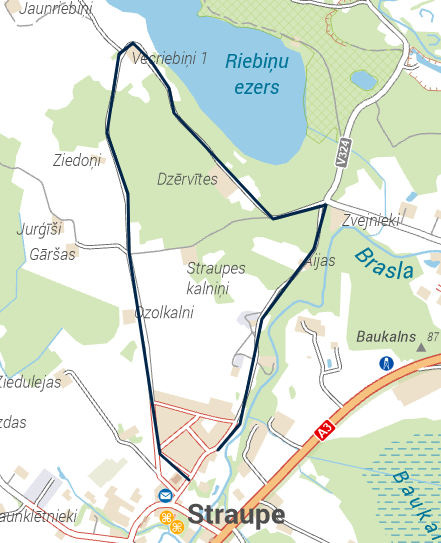 Jaunriebiņi
Vecriebiņi 1
Riebiņu
ezers
V324
Ziedoņi
Dzērvītes
Zvejnieki
Jurģīši
Gāršas
Aijas
Brasla
Straupes
kalniņi
Ozolkalni
Baukalns 87
Ziedulejas
zdas
A3
Baukal
aunklētnieki
Straupe